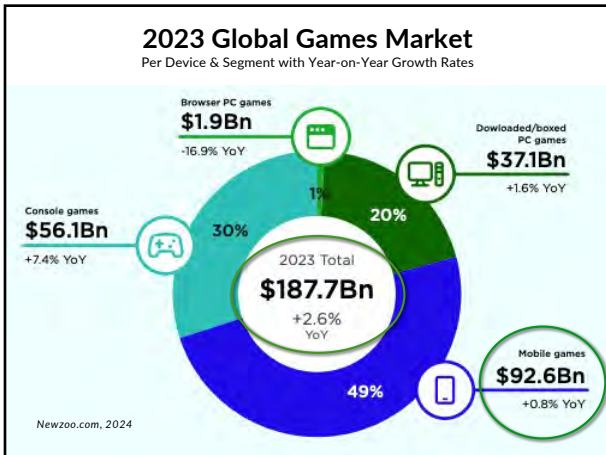 2023 Global Games Market
Per Device & Segment with Year-on-Year Growth Rates
Browser PC games
$1.9Bn
-16.9% YoY
Dowloaded/boxed
PC games
$37.1Bn
+1.6% YoY
Console games
$56.1Bn
+7.4% YoY
1%
20%
30%
2023 Total
$187.7Bn
+2.6%
YoY
49%
Mobile games
$92.6Bn
+0.8% YoY
Newzoo.com, 2024